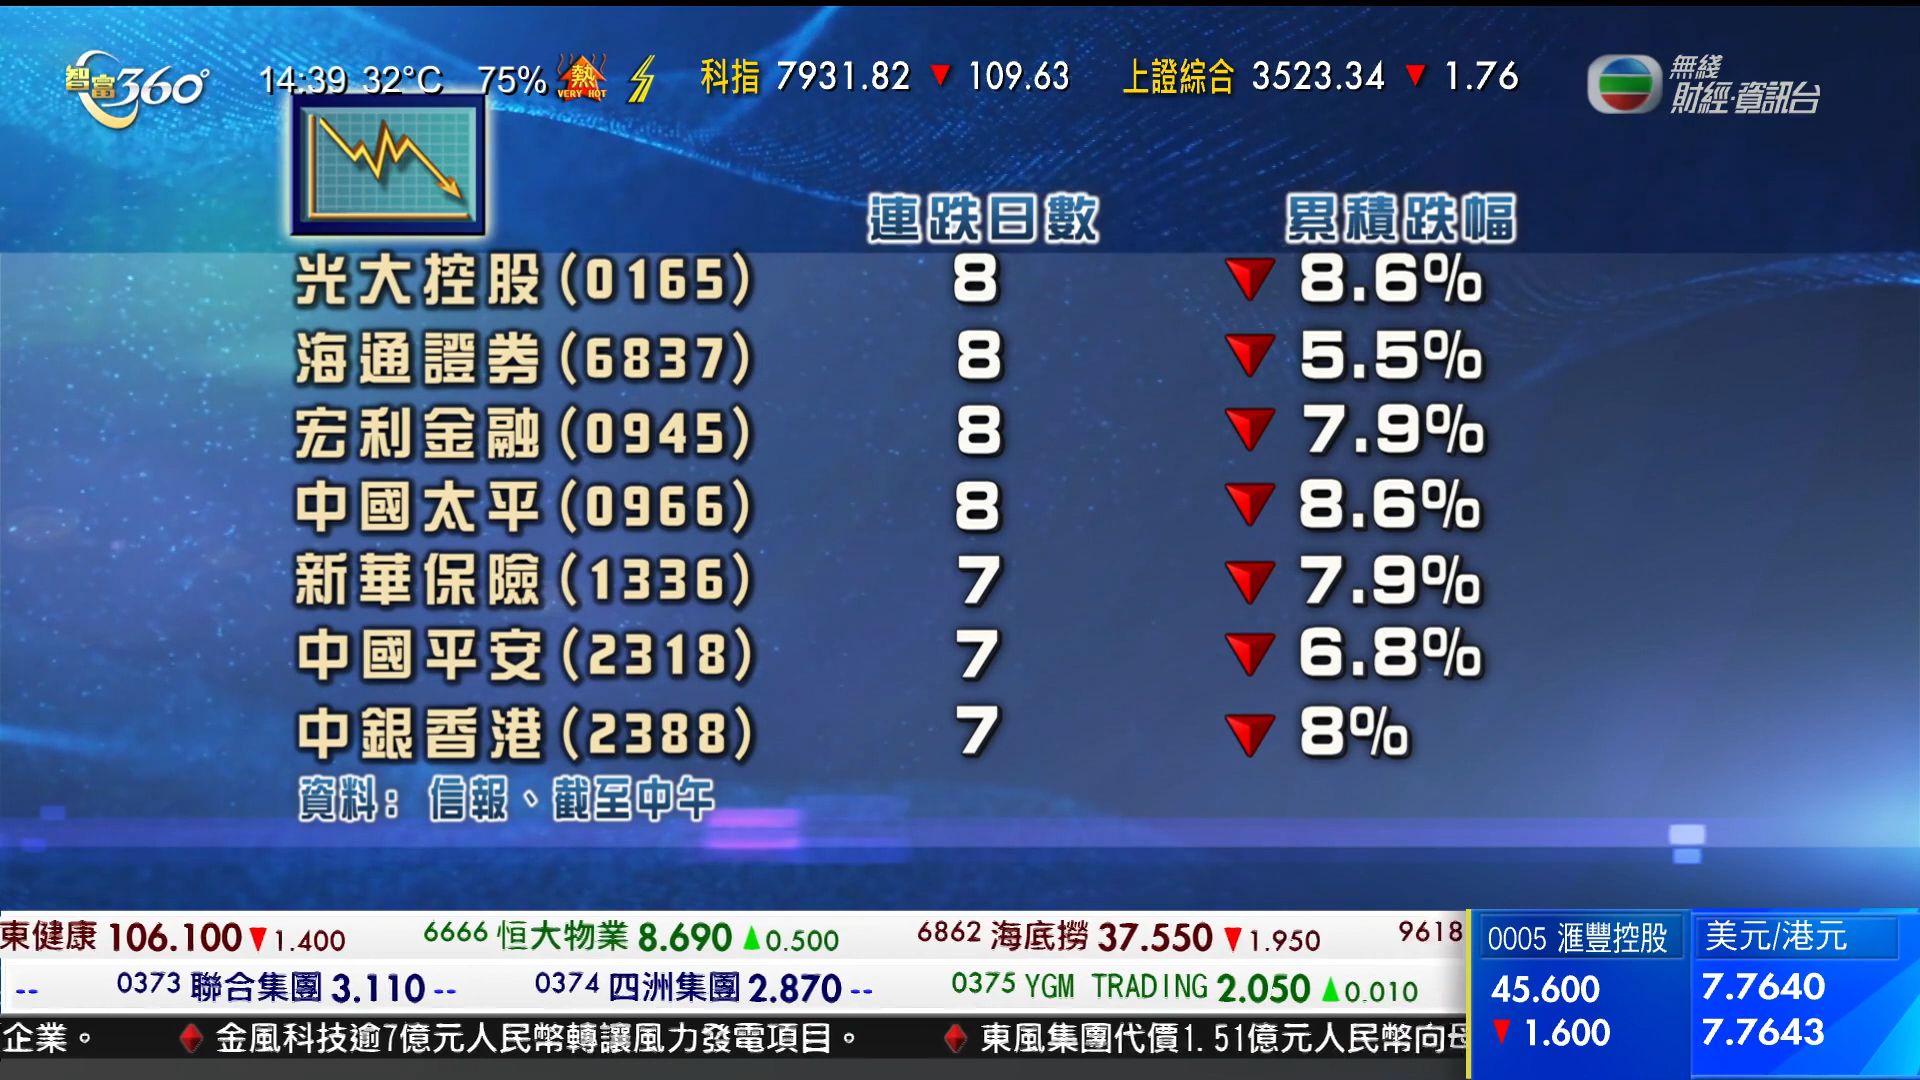 智富360°
14:39 32°C 75% 熱 VERY HOT 科指 7931.82 ▼ 109.63 上證綜合 3523.34 ▼ 1.76
無綫
財經·資訊台
連跌日數 累積跌幅
光大控股(0165) 8 ▼ 8.6%
海通證券(6837) 8 ▼ 5.5%
宏利金融(0945) 8 ▼ 7.9%
中國太平(0966) 8 ▼ 8.6%
新華保險(1336) 7 ▼ 7.9%
中國平安(2318) 7 ▼ 6.8%
中銀香港(2388) 7 ▼ 8%
資料：信報、截至中午
東健康 106.100 ▼ 1.400 6666 恒大物業 8.690 ▲ 0.500 6862 海底撈 37.550 ▼ 1.950 9618
-- 0373 聯合集團 3.110 -- 0374 四洲集團 2.870 -- 0375 YGM TRADING 2.050 ▲ 0.010
企業。 ♦ 金風科技逾7億元人民幣轉讓風力發電項目。 ♦ 東風集團代價1.51億元人民幣向母
0005 滙豐控股
45.600
▼ 1.600
美元/港元
7.7640
7.7643